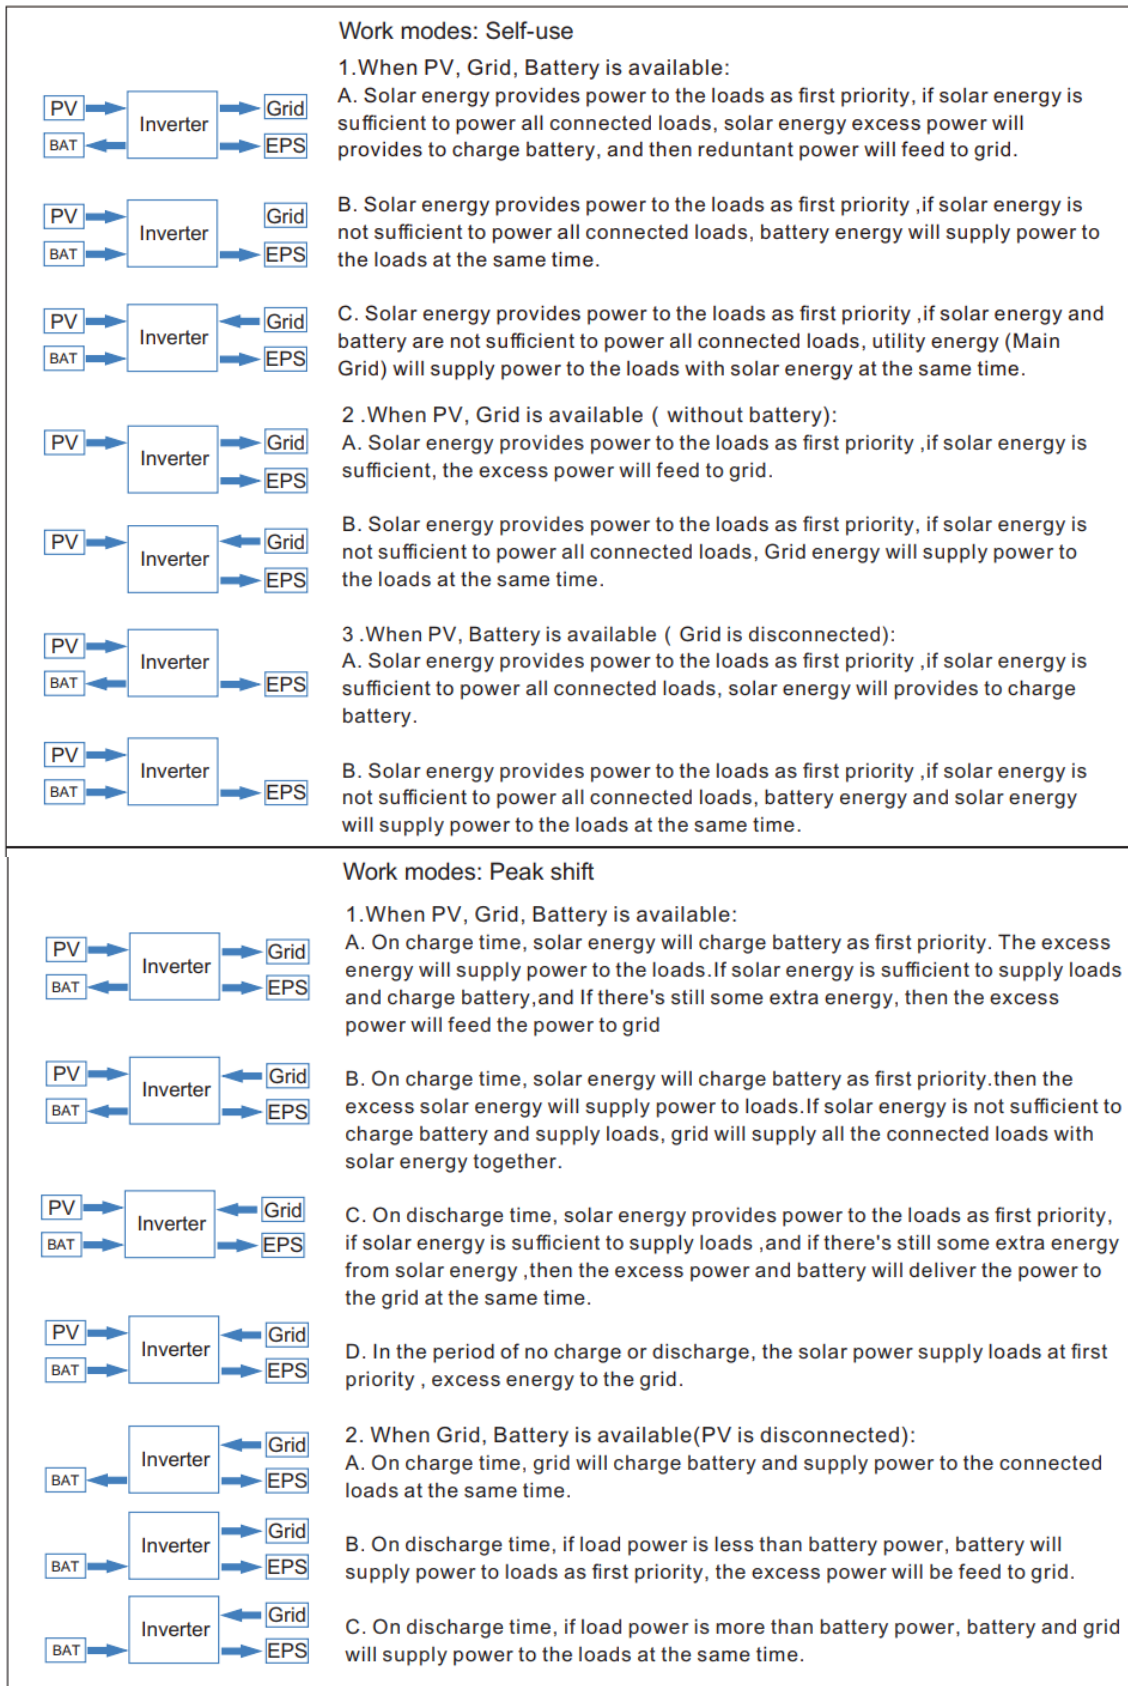 Work modes: Self-use
1.When PV, Grid, Battery is available:
PV
Inverter
Grid
BAT
EPS
A. Solar energy provides power to the loads as first priority, if solar energy is
sufficient to power all connected loads, solar energy excess power will
provides to charge battery, and then reduntant power will feed to grid.
PV
Inverter
Grid
BAT
EPS
B. Solar energy provides power to the loads as first priority ,if solar energy is
not sufficient to power all connected loads, battery energy will supply power to
the loads at the same time.
PV
Inverter
Grid
BAT
EPS
C. Solar energy provides power to the loads as first priority ,if solar energy and
battery are not sufficient to power all connected loads, utility energy (Main
Grid) will supply power to the loads with solar energy at the same time.
2 .When PV, Grid is available ( without battery):
PV
Inverter
Grid
EPS
A. Solar energy provides power to the loads as first priority ,if solar energy is
sufficient, the excess power will feed to grid.
PV
Inverter
Grid
EPS
B. Solar energy provides power to the loads as first priority, if solar energy is
not sufficient to power all connected loads, Grid energy will supply power to
the loads at the same time.
3 .When PV, Battery is available ( Grid is disconnected):
PV
Inverter
BAT
EPS
A. Solar energy provides power to the loads as first priority ,if solar energy is
sufficient to power all connected loads, solar energy will provides to charge
battery.
PV
Inverter
BAT
EPS
B. Solar energy provides power to the loads as first priority ,if solar energy is
not sufficient to power all connected loads, battery energy and solar energy
will supply power to the loads at the same time.
Work modes: Peak shift
1.When PV, Grid, Battery is available:
PV
Inverter
Grid
BAT
EPS
A. On charge time, solar energy will charge battery as first priority. The excess
energy will supply power to the loads.If solar energy is sufficient to supply loads
and charge battery,and If there's still some extra energy, then the excess
power will feed the power to grid
PV
Inverter
Grid
BAT
EPS
B. On charge time, solar energy will charge battery as first priority.then the
excess solar energy will supply power to loads.If solar energy is not sufficient to
charge battery and supply loads, grid will supply all the connected loads with
solar energy together.
PV
Inverter
Grid
BAT
EPS
C. On discharge time, solar energy provides power to the loads as first priority,
if solar energy is sufficient to supply loads ,and if there's still some extra energy
from solar energy ,then the excess power and battery will deliver the power to
the grid at the same time.
PV
Inverter
Grid
BAT
EPS
D. In the period of no charge or discharge, the solar power supply loads at first
priority , excess energy to the grid.
2. When Grid, Battery is available(PV is disconnected):
Inverter
Grid
BAT
EPS
A. On charge time, grid will charge battery and supply power to the connected
loads at the same time.
Inverter
Grid
BAT
EPS
B. On discharge time, if load power is less than battery power, battery will
supply power to loads as first priority, the excess power will be feed to grid.
Inverter
Grid
BAT
EPS
C. On discharge time, if load power is more than battery power, battery and grid
will supply power to the loads at the same time.